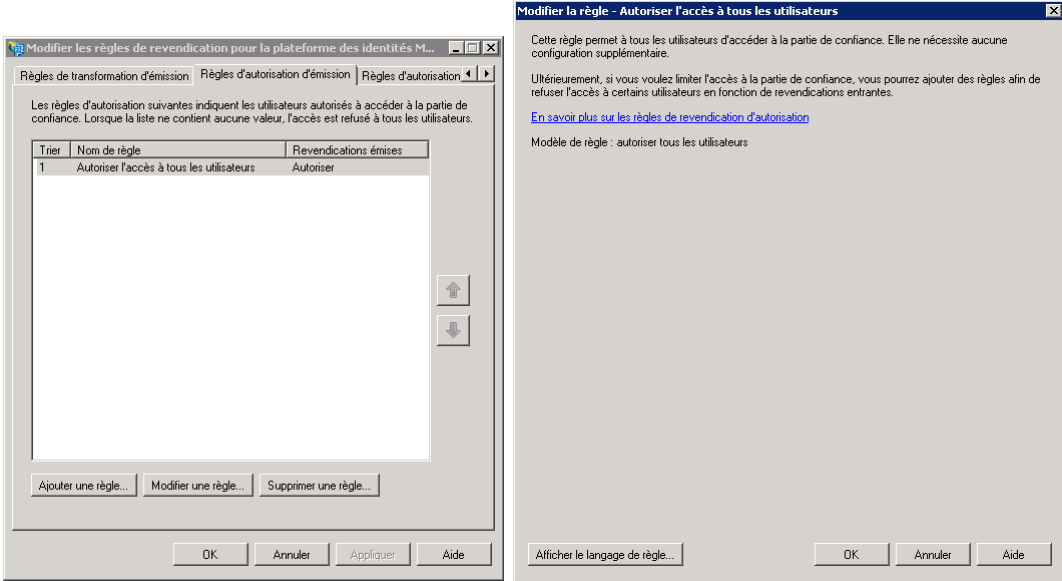 Modifier les règles de revendication pour la plateforme des identités M...
Règles de transformation d'émission Règles d'autorisation d'émission Règles d'autorisation
Les règles d'autorisation suivantes indiquent les utilisateurs autorisés à accéder à la partie de
confiance. Lorsque la liste ne contient aucune valeur, l'accès est refusé à tous les utilisateurs.
Trier Nom de règle Revendications émises
1 Autoriser l'accès à tous les utilisateurs Autoriser
Ajouter une règle... Modifier une règle... Supprimer une règle...
OK Annuler Appliquer Aide
Modifier la règle - Autoriser l'accès à tous les utilisateurs
Cette règle permet à tous les utilisateurs d'accéder à la partie de confiance. Elle ne nécessite aucune
configuration supplémentaire.
Ultérieurement, si vous voulez limiter l'accès à la partie de confiance, vous pourrez ajouter des règles afin de
refuser l'accès à certains utilisateurs en fonction de revendications entrantes.
En savoir plus sur les règles de revendication d'autorisation
Modèle de règle : autoriser tous les utilisateurs
Afficher le langage de règle... OK Annuler Aide